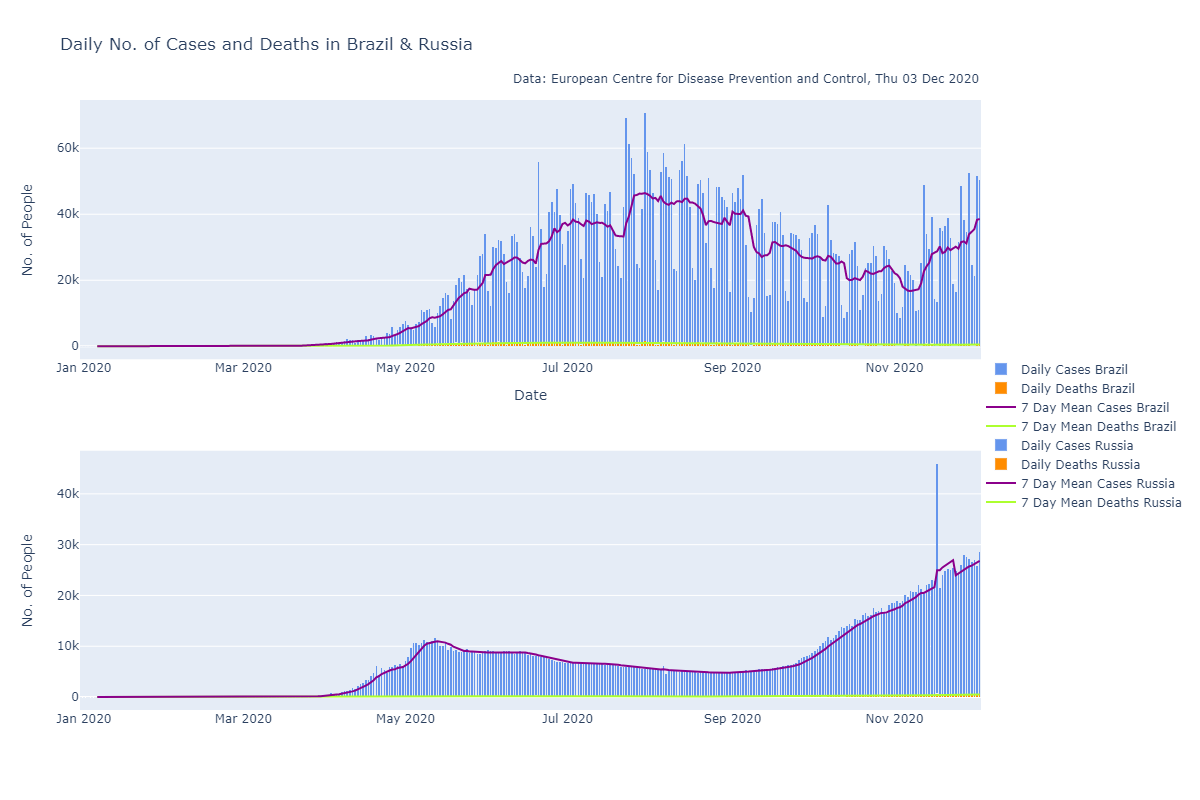 Daily No. of Cases and Deaths in Brazil & Russia
Data: European Centre for Disease Prevention and Control, Thu 03 Dec 2020
No. of People
60k
40k
20k
0
Jan 2020 Mar 2020 May 2020 Jul 2020 Sep 2020 Nov 2020
Date
Daily Cases Brazil
Daily Deaths Brazil
7 Day Mean Cases Brazil
7 Day Mean Deaths Brazil
Daily Cases Russia
Daily Deaths Russia
7 Day Mean Cases Russia
7 Day Mean Deaths Russia
No. of People
40k
30k
20k
10k
0
Jan 2020 Mar 2020 May 2020 Jul 2020 Sep 2020 Nov 2020